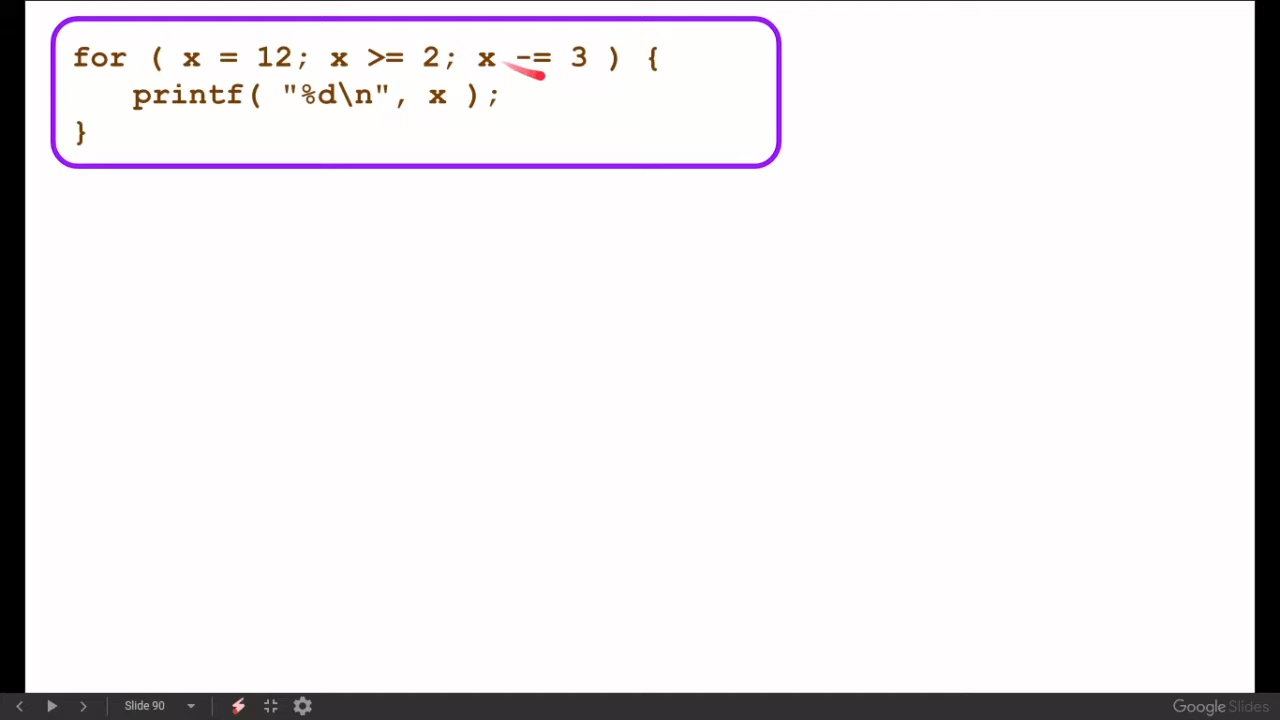 for ( x = 12; x >= 2; x -= 3 ) {
printf( "%d\n", x );
}
Slide 90
Google Slides